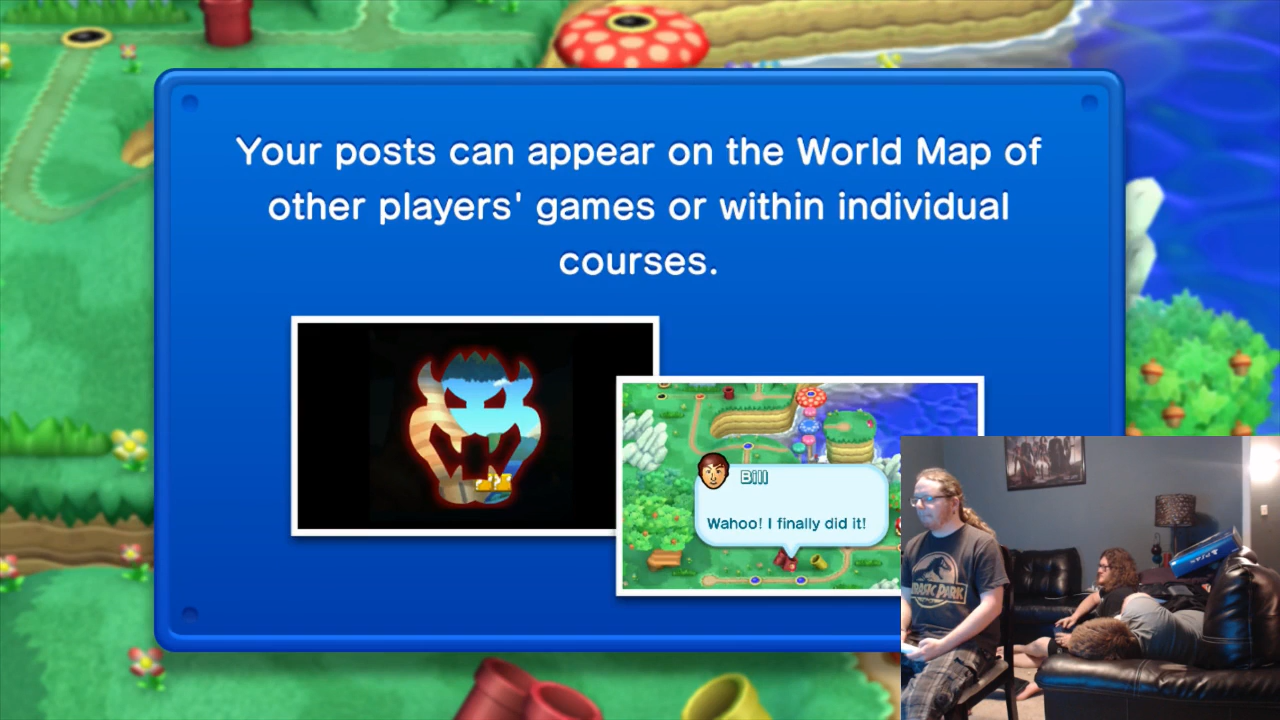 Your posts can appear on the World Map of
other players' games or within individual
courses.
Bill
Wahoo! I finally did it!
JURASSIC PARK